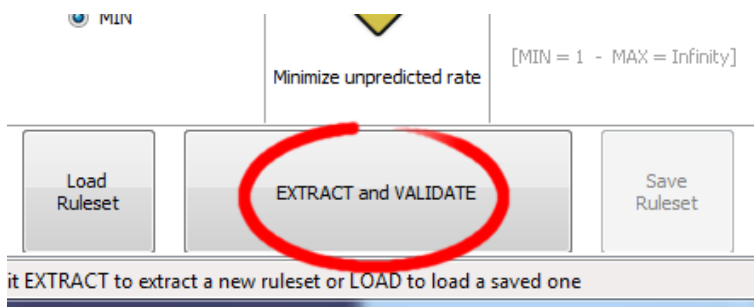 MIN
Minimize unpredicted rate
[MIN = 1 - MAX = Infinity]
Load
Ruleset
EXTRACT and VALIDATE
Save
Ruleset
it EXTRACT to extract a new ruleset or LOAD to load a saved one